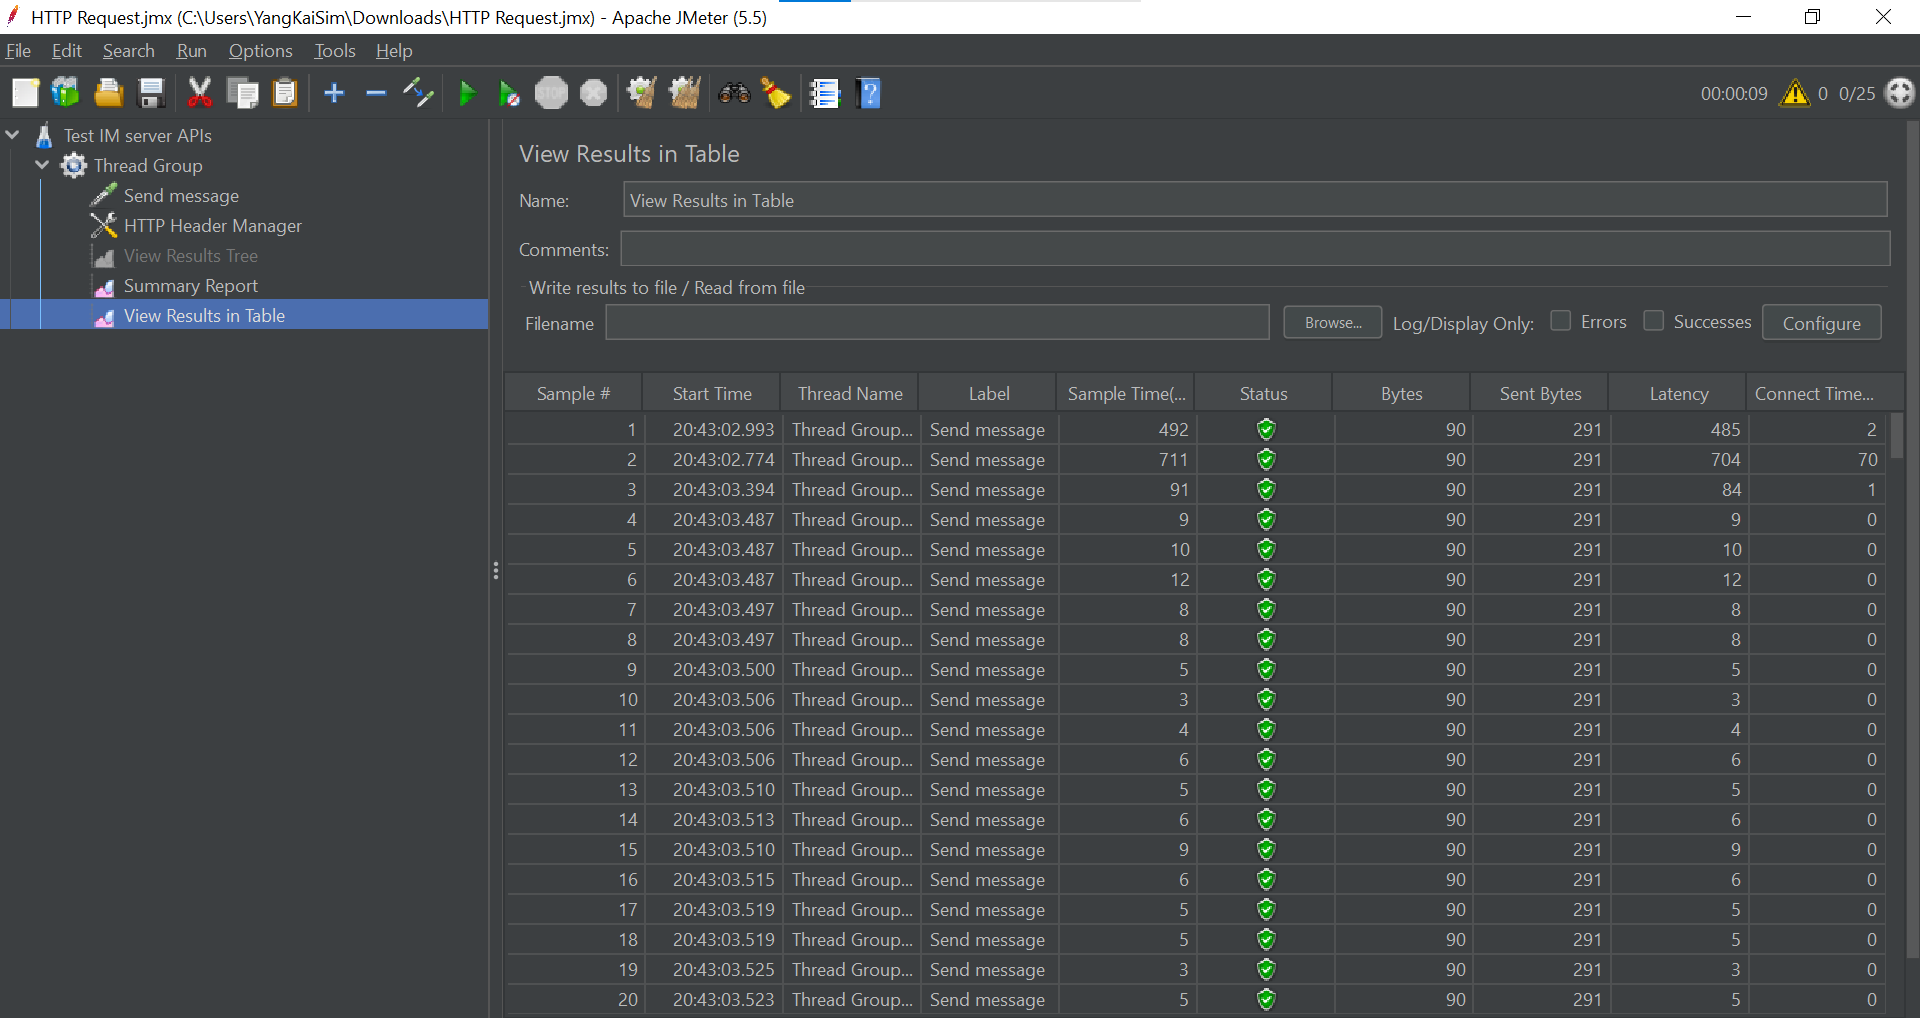 HTTP Request.jmx (C:\Users\YangKaiSim\Downloads\HTTP Request.jmx) - Apache JMeter (5.5)
File Edit Search Run Options Tools Help
STOP 00:00:09 0 0/25
Test IM server APIs
Thread Group
Send message
HTTP Header Manager
View Results Tree
Summary Report
View Results in Table
View Results in Table
Name: View Results in Table
Comments:
Write results to file / Read from file
Filename Browse... Log/Display Only: Errors Successes Configure
Sample # Start Time Thread Name Label Sample Time(... Status Bytes Sent Bytes Latency Connect Time...
1 20:43:02.993 Thread Group... Send message 492 90 291 485 2
2 20:43:02.774 Thread Group... Send message 711 90 291 704 70
3 20:43:03.394 Thread Group... Send message 91 90 291 84 1
4 20:43:03.487 Thread Group... Send message 9 90 291 9 0
5 20:43:03.487 Thread Group... Send message 10 90 291 10 0
6 20:43:03.487 Thread Group... Send message 12 90 291 12 0
7 20:43:03.497 Thread Group... Send message 8 90 291 8 0
8 20:43:03.497 Thread Group... Send message 8 90 291 8 0
9 20:43:03.500 Thread Group... Send message 5 90 291 5 0
10 20:43:03.506 Thread Group... Send message 3 90 291 3 0
11 20:43:03.506 Thread Group... Send message 4 90 291 4 0
12 20:43:03.506 Thread Group... Send message 6 90 291 6 0
13 20:43:03.510 Thread Group... Send message 5 90 291 5 0
14 20:43:03.513 Thread Group... Send message 6 90 291 6 0
15 20:43:03.510 Thread Group... Send message 9 90 291 9 0
16 20:43:03.515 Thread Group... Send message 6 90 291 6 0
17 20:43:03.519 Thread Group... Send message 5 90 291 5 0
18 20:43:03.519 Thread Group... Send message 5 90 291 5 0
19 20:43:03.525 Thread Group... Send message 3 90 291 3 0
20 20:43:03.523 Thread Group... Send message 5 90 291 5 0